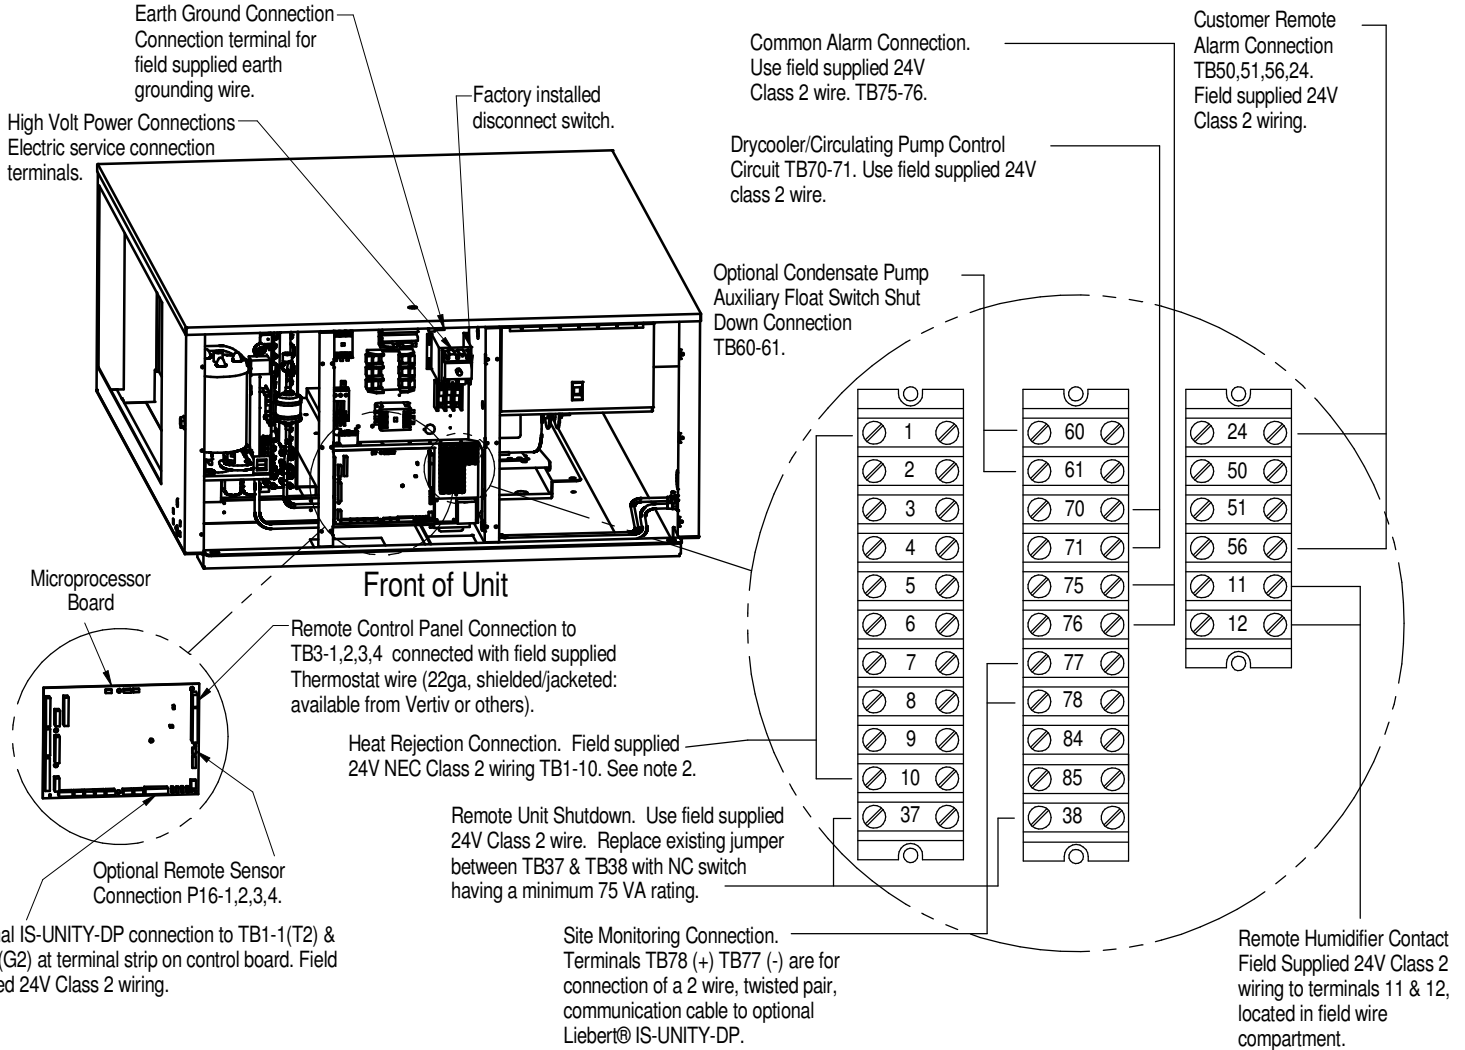 Earth Ground Connection
Connection terminal for
field supplied earth
grounding wire.
High Volt Power Connections
Electric service connection
terminals.
Factory installed
disconnect switch.
Common Alarm Connection.
Use field supplied 24V
Class 2 wire. TB75-76.
Customer Remote
Alarm Connection
TB50,51,56,24.
Field supplied 24V
Class 2 wiring.
Drycooler/Circulating Pump Control
Circuit TB70-71. Use field supplied 24V
class 2 wire.
Optional Condensate Pump
Auxiliary Float Switch Shut
Down Connection
TB60-61.
Front of Unit
Microprocessor
Board
Remote Control Panel Connection to
TB3-1,2,3,4 connected with field supplied
Thermostat wire (22ga, shielded/jacketed:
available from Vertiv or others).
Heat Rejection Connection. Field supplied
24V NEC Class 2 wiring TB1-10. See note 2.
Remote Unit Shutdown. Use field supplied
24V Class 2 wire. Replace existing jumper
between TB37 & TB38 with NC switch
having a minimum 75 VA rating.
Optional Remote Sensor
Connection P16-1,2,3,4.
IS-UNITY-DP connection to TB1-1(T2) &
(G2) at terminal strip on control board. Field
24V Class 2 wiring.
Site Monitoring Connection.
Terminals TB78 (+) TB77 (-) are for
connection of a 2 wire, twisted pair,
communication cable to optional
Liebert® IS-UNITY-DP.
1
2
3
4
5
6
7
8
9
10
37
60
61
70
71
75
76
77
78
84
85
38
24
50
51
56
11
12
Remote Humidifier Contact
Field Supplied 24V Class 2
wiring to terminals 11 & 12,
located in field wire
compartment.